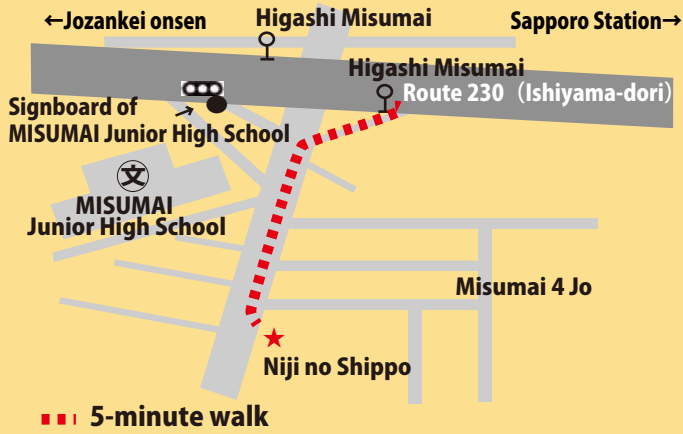 ←Jozankei onsen
Higashi Misumai
Sapporo Station→
Higashi Misumai
Route 230（Ishiyama-dori）
Signboard of
MISUMAI Junior High School
文
MISUMAI
Junior High School
Misumai 4 Jo
Niji no Shippo
5-minute walk